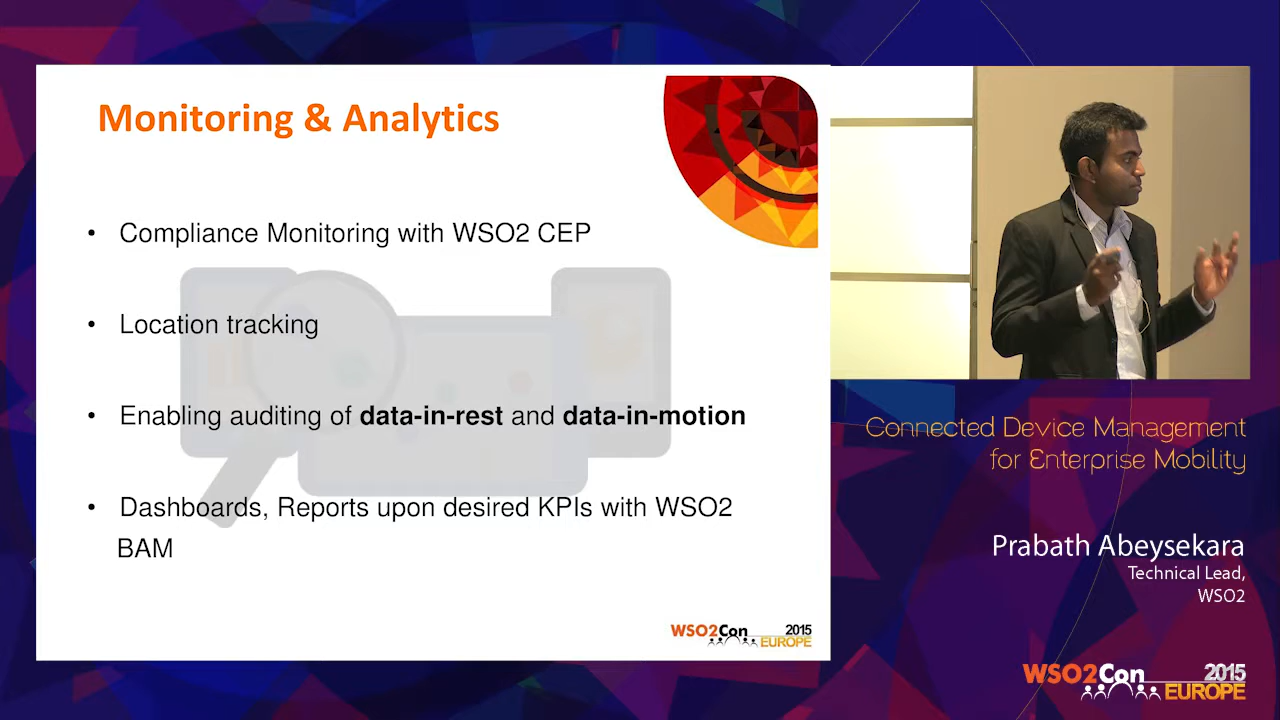 Monitoring & Analytics
• Compliance Monitoring with WSO2 CEP
• Location tracking
• Enabling auditing of data-in-rest and data-in-motion
• Dashboards, Reports upon desired KPIs with WSO2
BAM
WSO2Con 2015
EUROPE
Connected Device Management
for Enterprise Mobility
Prabath Abeysekara
Technical Lead,
WSO2
WSO2Con 2015
EUROPE